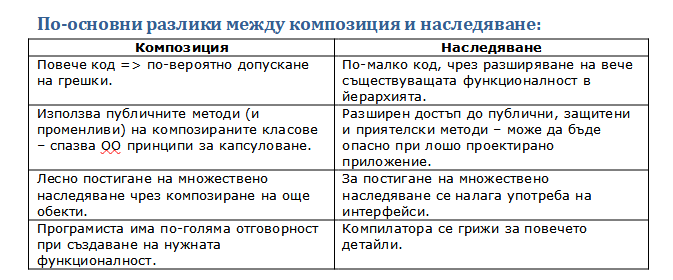 По-основни разлики между композиция и наследяване:
Композиция
Наследяване
Повече код => по-вероятно допускане
на грешки.
По-малко код, чрез разширяване на вече
съществуващата функционалност в
йерархията.
Използва публичните методи (и
променливи) на композираните класове
– спазва ОО принципи за капсуловане.
Разширен достъп до публични, защитени
и приятелски методи – може да бъде
опасно при лошо проектирано
приложение.
Лесно постигане на множествено
наследяване чрез композиране на още
обекти.
За постигане на множествено
наследяване се налага употреба на
интерфейси.
Програмиста има по-голяма отговорност
при създаване на нужната
функционалност.
Компилатора се грижи за повечето
детайли.